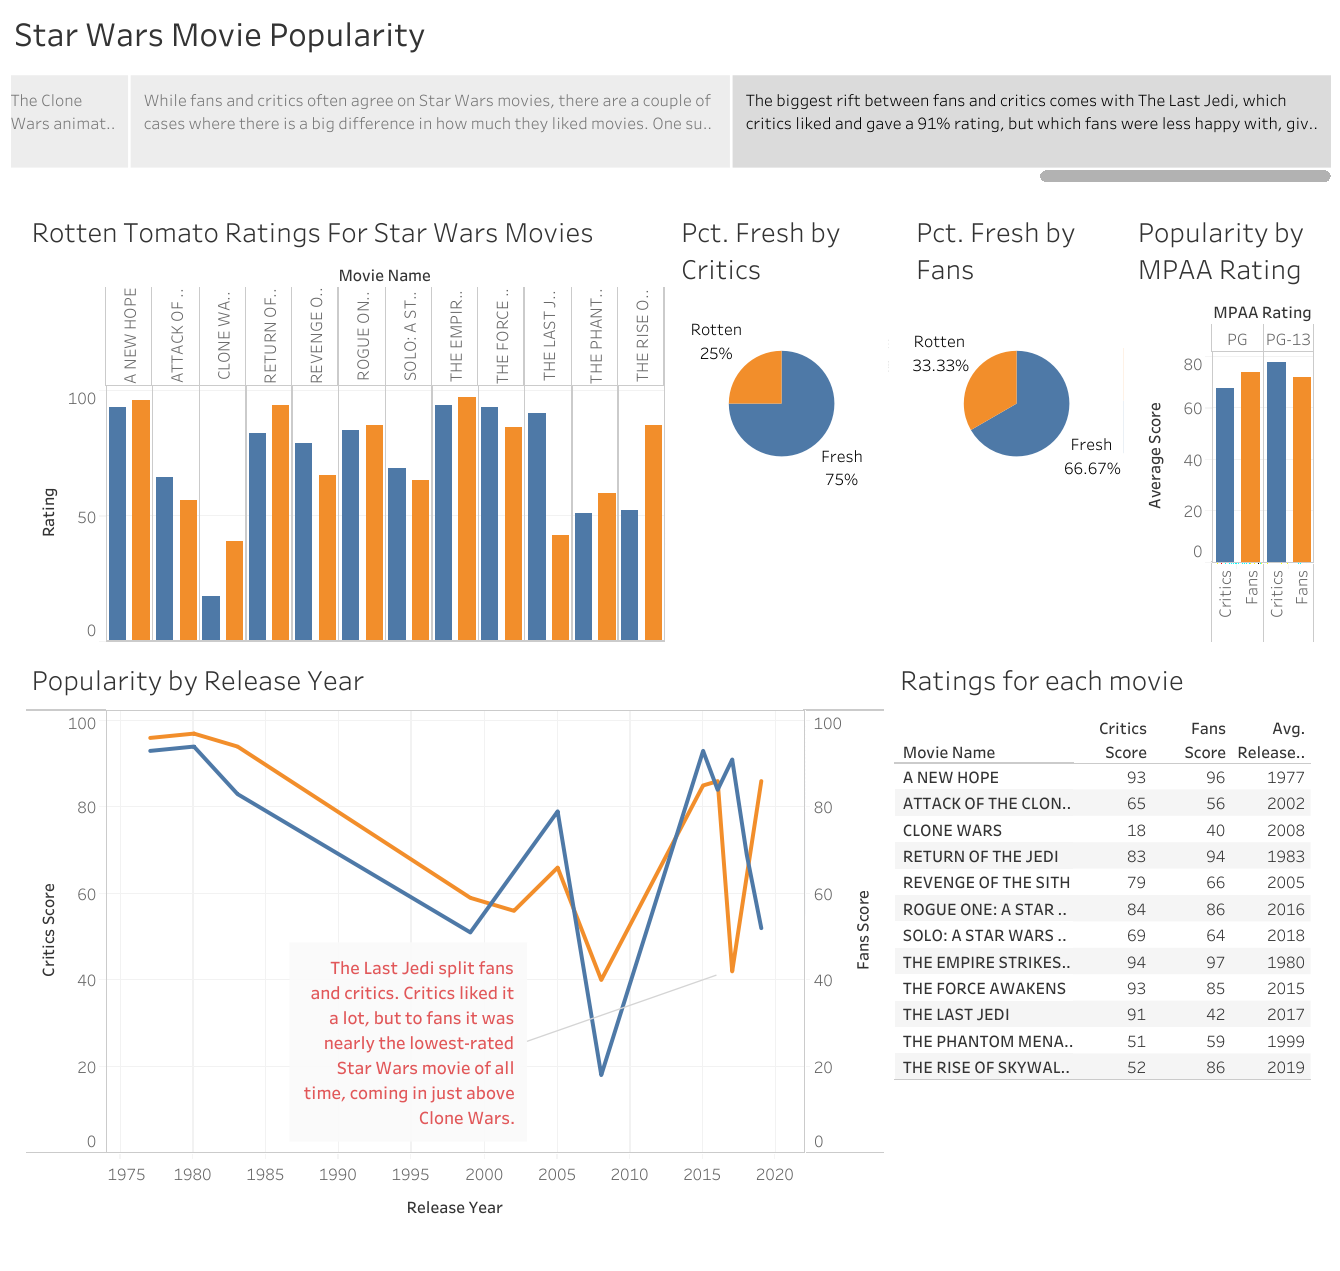 Star Wars Movie Popularity
The Clone
Wars animat..
While fans and critics often agree on Star Wars movies, there are a couple of
cases where there is a big difference in how much they liked movies. One su..
The biggest rift between fans and critics comes with The Last Jedi, which
critics liked and gave a 91% rating, but which fans were less happy with, giv..
Rotten Tomato Ratings For Star Wars Movies
Movie Name
A NEW HOPE
ATTACK OF ..
CLONE WA..
RETURN OF..
REVENGE O..
ROGUE ON..
SOLO: A ST..
THE EMPIR..
THE FORCE ..
THE LAST J..
THE PHANT..
THE RISE O..
100
50
0
Rating
Pct. Fresh by
Critics
Rotten
25%
Fresh
75%
Pct. Fresh by
Fans
Rotten
33.33%
Fresh
66.67%
Popularity by
MPAA Rating
MPAA Rating
PG PG-13
80
60
40
20
0
Average Score
Critics
Fans
Critics
Fans
Popularity by Release Year
100
80
60
40
20
0
Critics Score
100
80
60
40
20
0
Fans Score
The Last Jedi split fans
and critics. Critics liked it
a lot, but to fans it was
nearly the lowest-rated
Star Wars movie of all
time, coming in just above
Clone Wars.
1975 1980 1985 1990 1995 2000 2005 2010 2015 2020
Release Year
Ratings for each movie
Critics Fans Avg.
Movie Name Score Score Release..
A NEW HOPE 93 96 1977
ATTACK OF THE CLON.. 65 56 2002
CLONE WARS 18 40 2008
RETURN OF THE JEDI 83 94 1983
REVENGE OF THE SITH 79 66 2005
ROGUE ONE: A STAR .. 84 86 2016
SOLO: A STAR WARS .. 69 64 2018
THE EMPIRE STRIKES.. 94 97 1980
THE FORCE AWAKENS 93 85 2015
THE LAST JEDI 91 42 2017
THE PHANTOM MENA.. 51 59 1999
THE RISE OF SKYWAL.. 52 86 2019